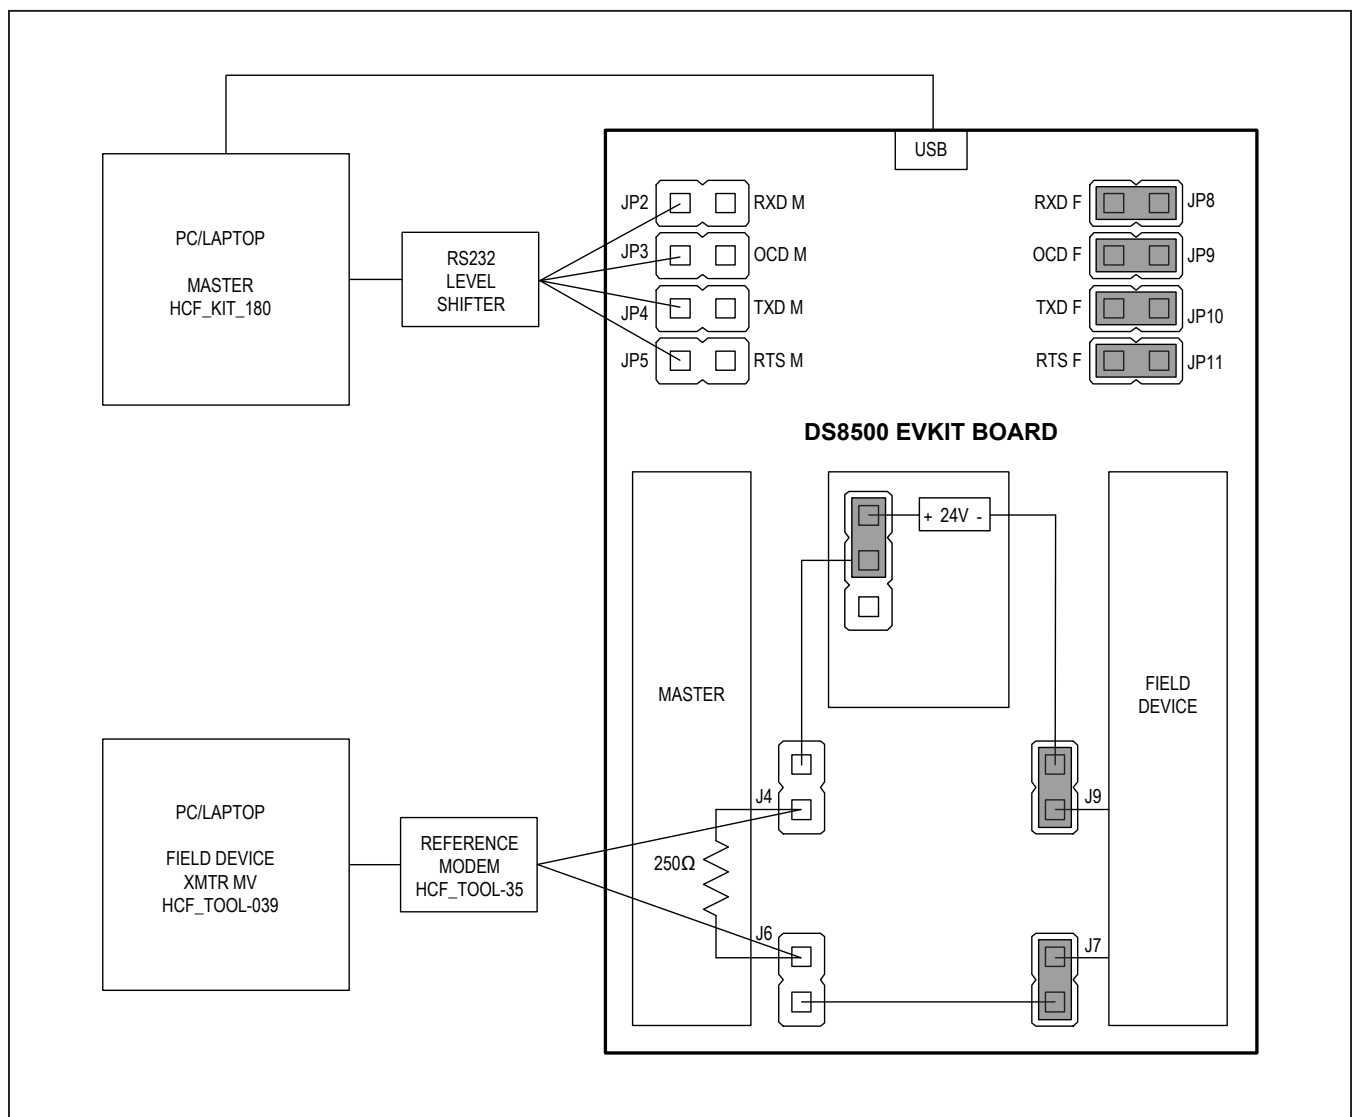 USB
PC/LAPTOP
MASTER
HCF_KIT_180
RS232
LEVEL
SHIFTER
JP2
RXD M
JP3
OCD M
JP4
TXD M
JP5
RTS M
RXD F
JP8
OCD F
JP9
TXD F
JP10
RTS F
JP11
DS8500 EVKIT BOARD
+ 24V -
MASTER
FIELD
DEVICE
J4
J9
250Ω
J6
J7
PC/LAPTOP
FIELD DEVICE
XMTR MV
HCF_TOOL-039
REFERENCE
MODEM
HCF_TOOL-35